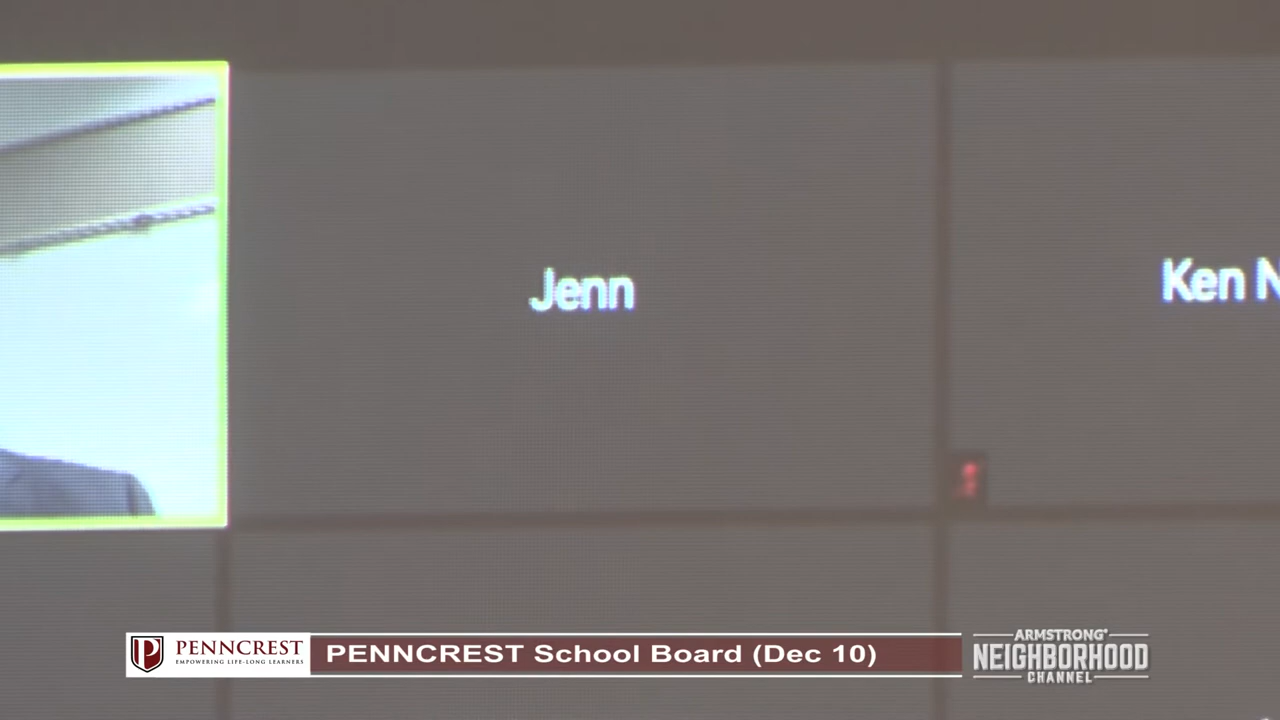 Jenn
Ken N
PENNCREST
EMPOWERING LIFE-LONG LEARNERS
PENNCREST School Board (Dec 10)
ARMSTRONG®
NEIGHBORHOOD
CHANNEL